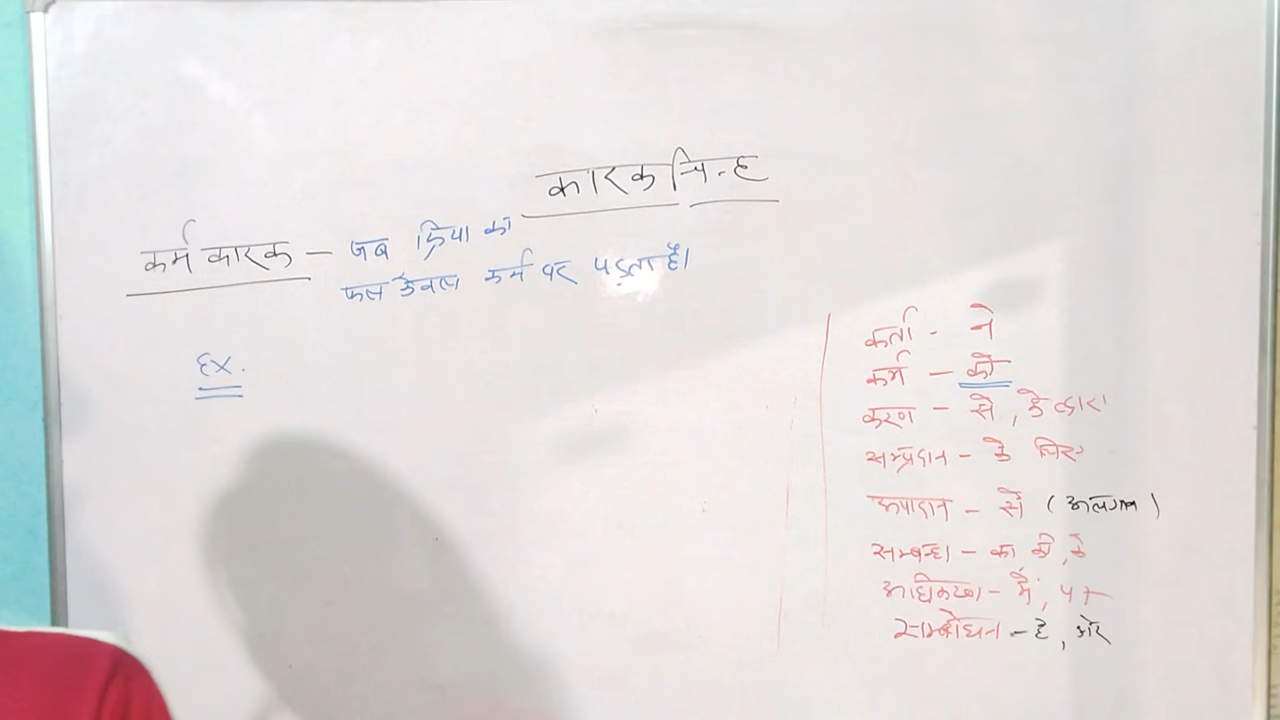 कारक चिन्ह
कर्म कारक – जब क्रिया का
फल केवल कर्म पर पड़ता है।
Ex.
कर्ता - ने
कर्म – को
करण – से, के द्वारा
सम्प्रदान – के लिए
अपादान – से (अलगाव)
सम्बन्ध – का की, के
अधिकरण – में, पर
सम्बोधन – हे, अरे